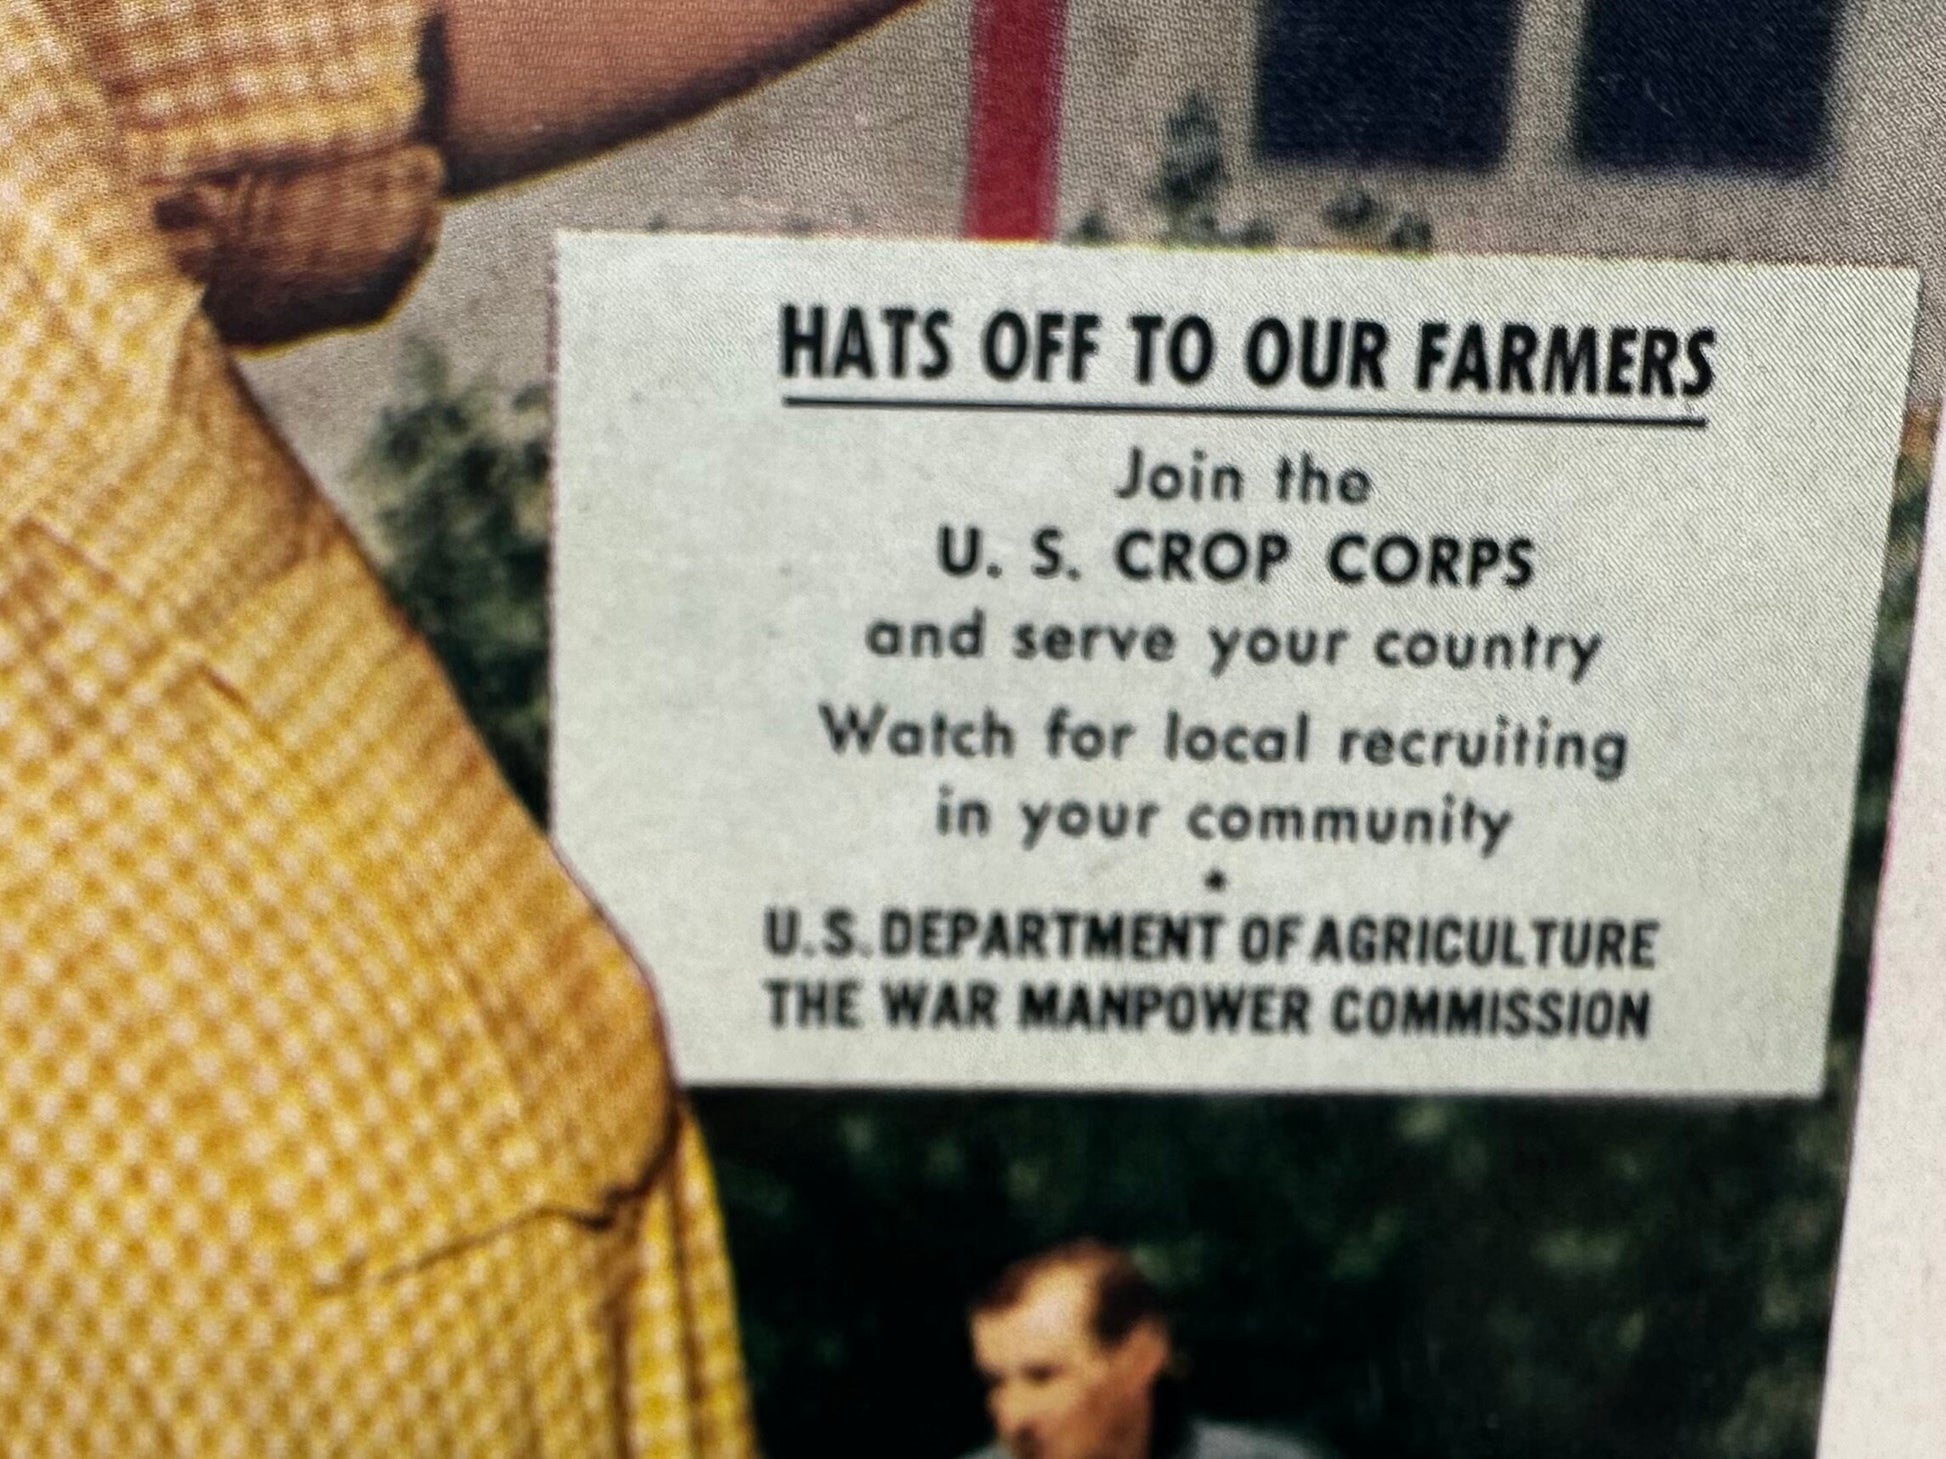 HATS OFF TO OUR FARMERS
Join the
U. S. CROP CORPS
and serve your country
Watch for local recruiting
in your community
★
U.S. DEPARTMENT OF AGRICULTURE
THE WAR MANPOWER COMMISSION